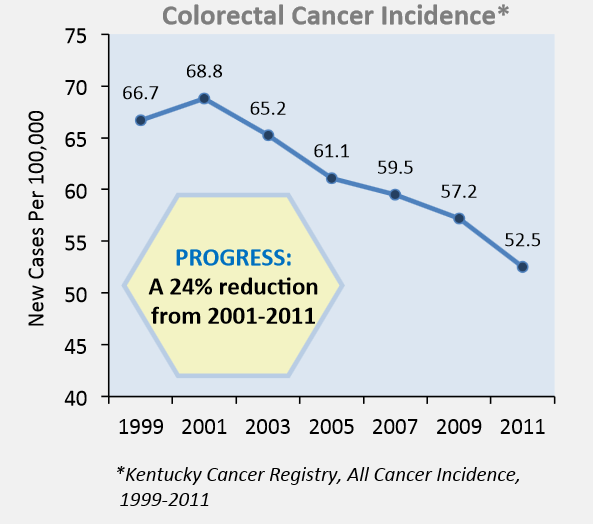 Colorectal Cancer Incidence*
New Cases Per 100,000
75
70
65
60
55
50
45
40
66.7
68.8
65.2
61.1
59.5
57.2
52.5
PROGRESS:
A 24% reduction
from 2001-2011
1999 2001 2003 2005 2007 2009 2011
*Kentucky Cancer Registry, All Cancer Incidence,
1999-2011